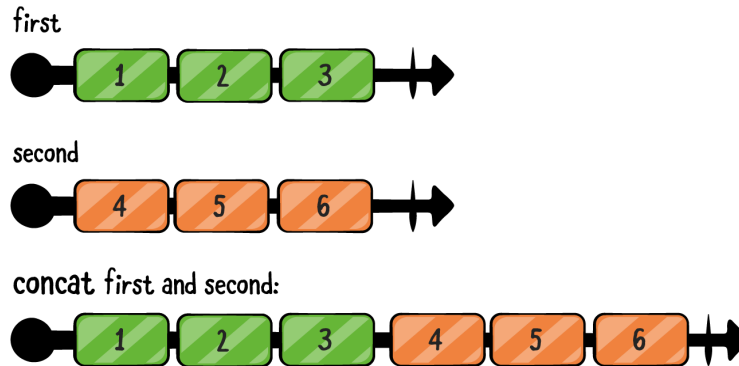 first
1 2 3
second
4 5 6
concat first and second:
1 2 3 4 5 6